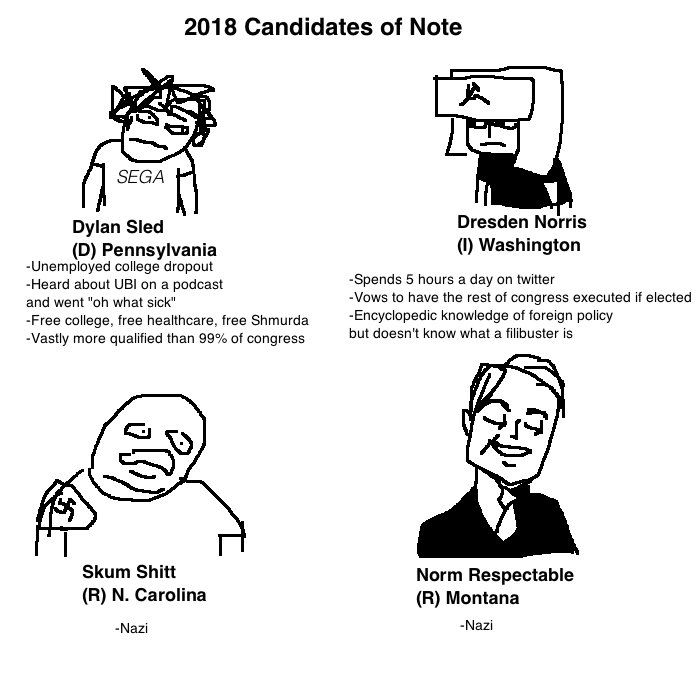 2018 Candidates of Note
SEGA
Dylan Sled
(D) Pennsylvania
-Unemployed college dropout
-Heard about UBI on a podcast
and went "oh what sick"
-Free college, free healthcare, free Shmurda
-Vastly more qualified than 99% of congress
Dresden Norris
(I) Washington
-Spends 5 hours a day on twitter
-Vows to have the rest of congress executed if elected
-Encyclopedic knowledge of foreign policy
but doesn't know what a filibuster is
Skum Shitt
(R) N. Carolina
-Nazi
Norm Respectable
(R) Montana
-Nazi